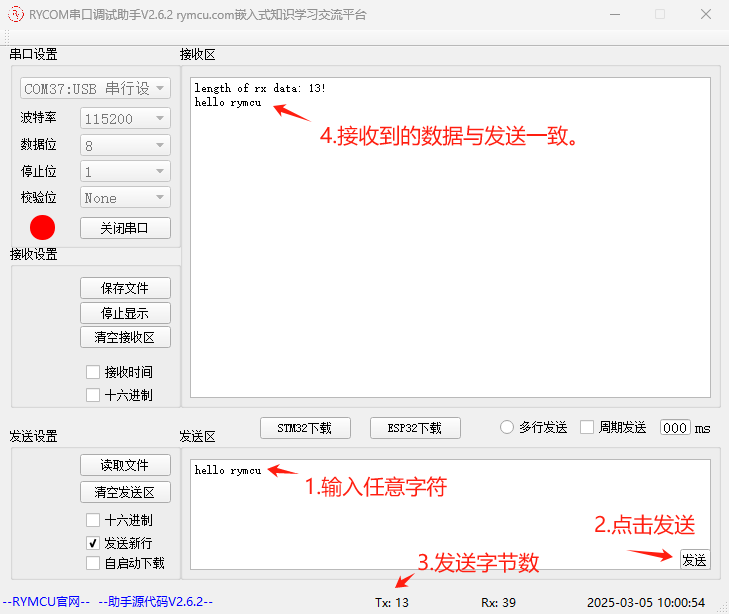 RYCOM串口调试助手V2.6.2 rymcu.com嵌入式知识学习交流平台
串口设置
COM37:USB 串行设
波特率 115200
数据位 8
停止位 1
校验位 None
关闭串口
接收设置
保存文件
停止显示
清空接收区
接收时间
十六进制
接收区
length of rx data: 13!
hello rymcu
4.接收到的数据与发送一致。
STM32下载 ESP32下载 多行发送 周期发送 000 ms
发送设置
读取文件
清空发送区
十六进制
发送新行
自启动下载
发送区
hello rymcu
1.输入任意字符
2.点击发送
发送
3.发送字节数
--RYMCU官网-- --助手源代码V2.6.2-- Tx: 13 Rx: 39 2025-03-05 10:00:54